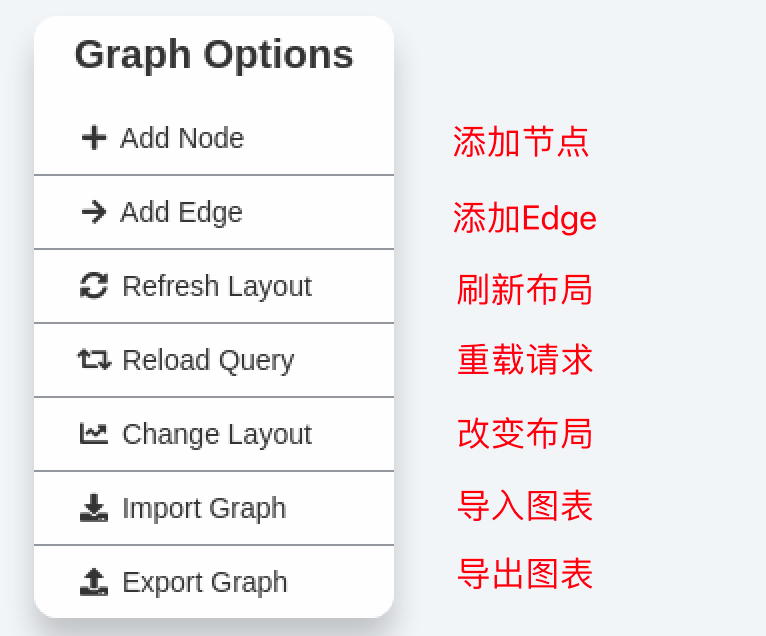 Graph Options
Add Node 添加节点
Add Edge 添加Edge
Refresh Layout 刷新布局
Reload Query 重载请求
Change Layout 改变布局
Import Graph 导入图表
Export Graph 导出图表